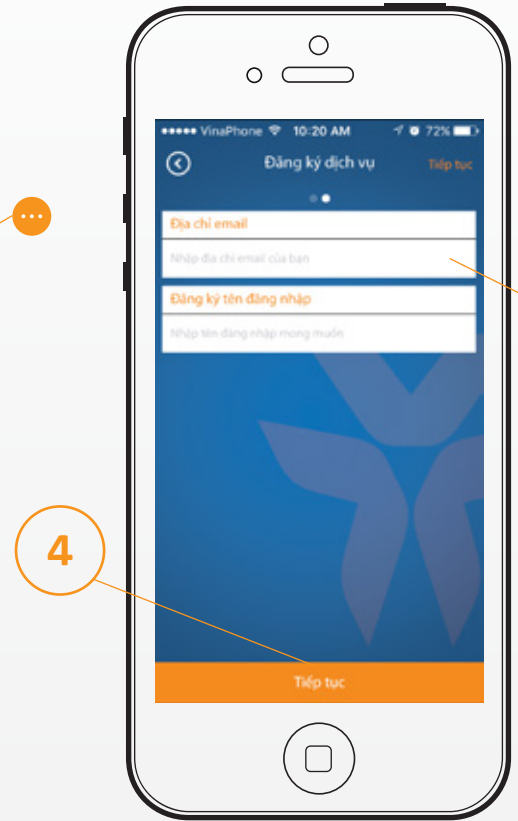 ●●●●● VinaPhone 10:20 AM 72%
Đăng ký dịch vụ Tiếp tục
Địa chỉ email
Nhập địa chỉ email của bạn
Đăng ký tên đăng nhập
Nhập tên đăng nhập mong muốn
4
Tiếp tục